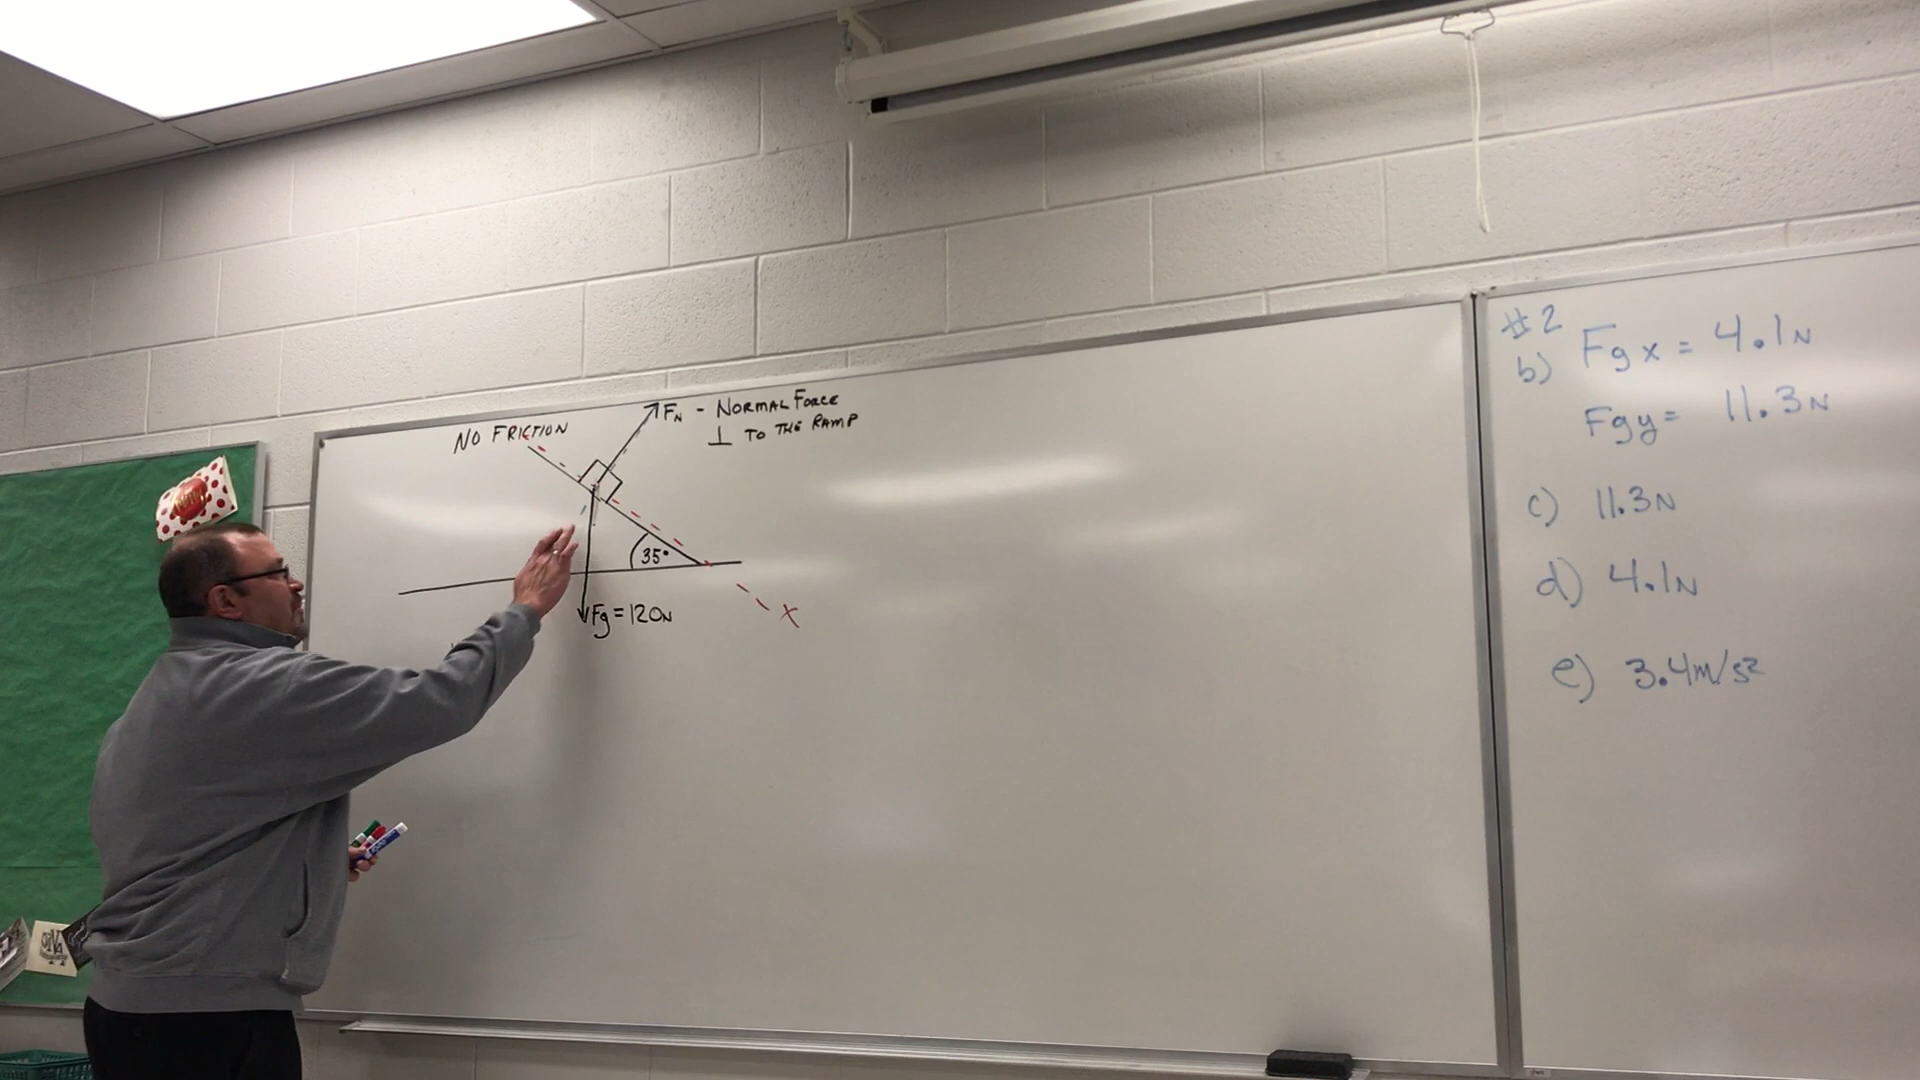 NO FRICTION
FN - NORMAL FORCE
⊥ TO THE RAMP
35°
Fg = 120N
X
#2
b) Fgx = 4.1N
Fgy = 11.3N
c) 11.3N
d) 4.1N
e) 3.4m/s²